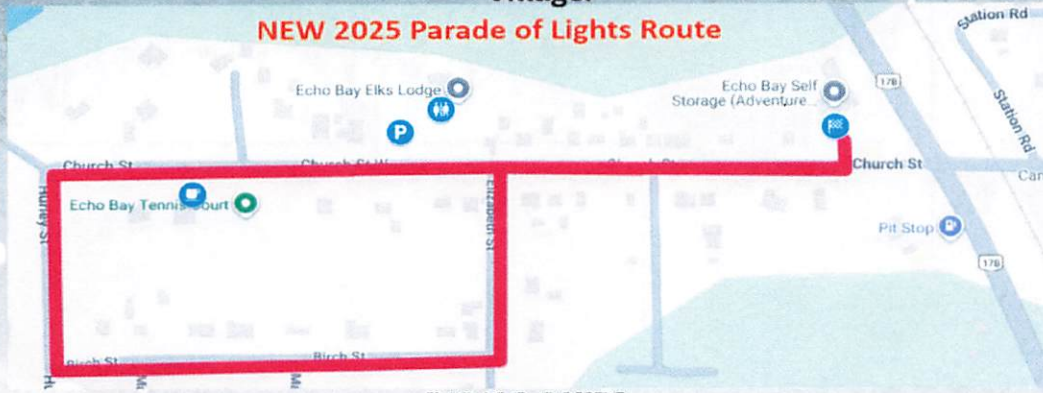 NEW 2025 Parade of Lights Route
Station Rd
17B
Echo Bay Elks Lodge
Echo Bay Self
Storage (Adventure...
P
Station Rd
Church St
Church St W
Church St
Church St
Echo Bay Tennis Court
Elizabeth St
Pit Stop
17B
Birch St
Birch St